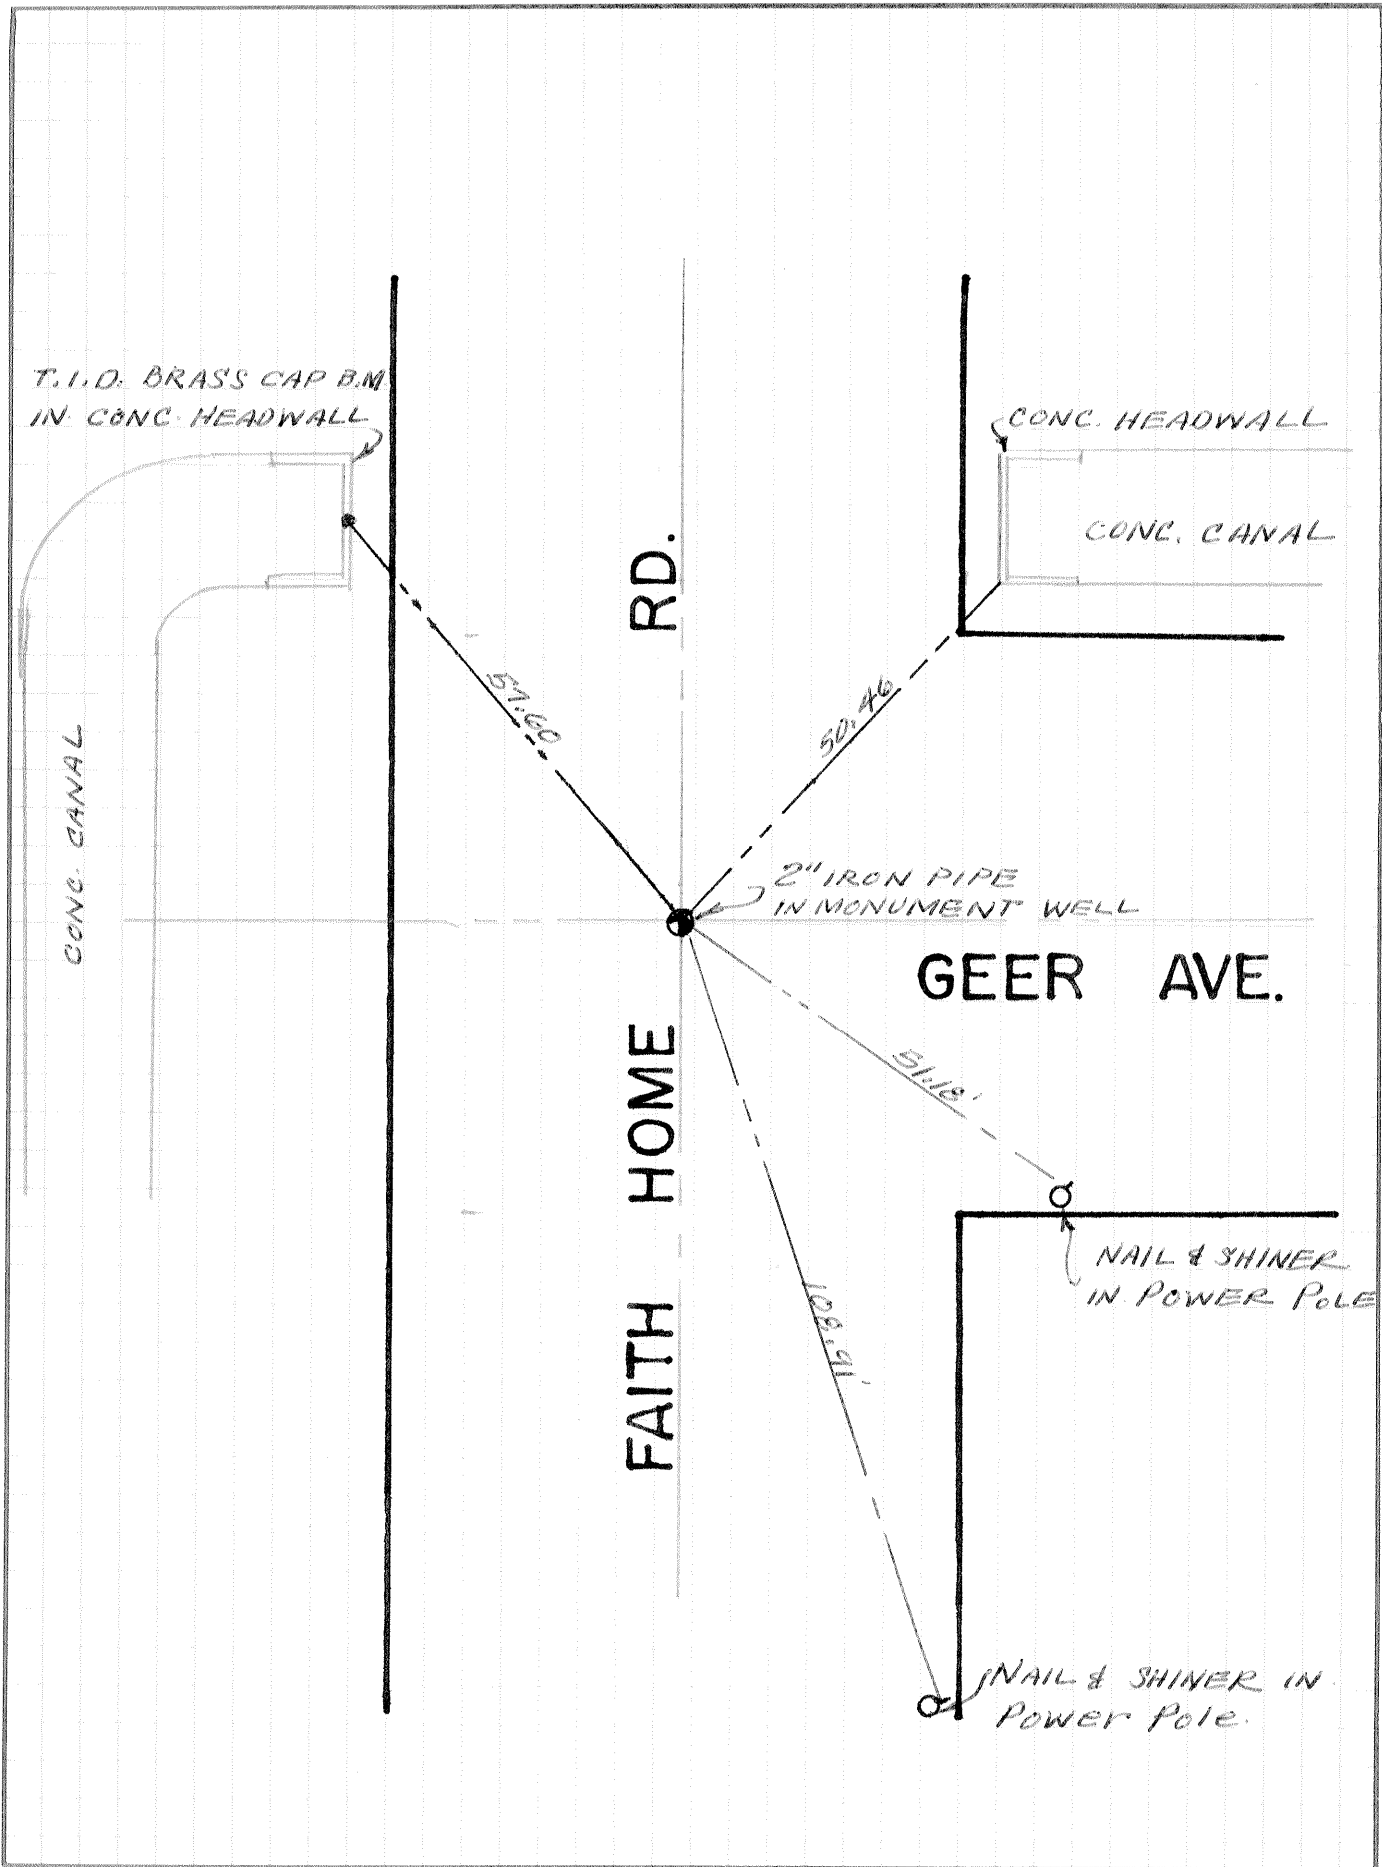 T.I.D. BRASS CAP B.M.
IN CONC. HEADWALL
CONC. HEADWALL
CONC. CANAL
RD.
57.60
50.46
CONC. CANAL
2" IRON PIPE
IN MONUMENT WELL
GEER AVE.
FAITH HOME
51.18'
NAIL & SHINER
IN POWER POLE
108.91'
NAIL & SHINER IN
Power Pole.